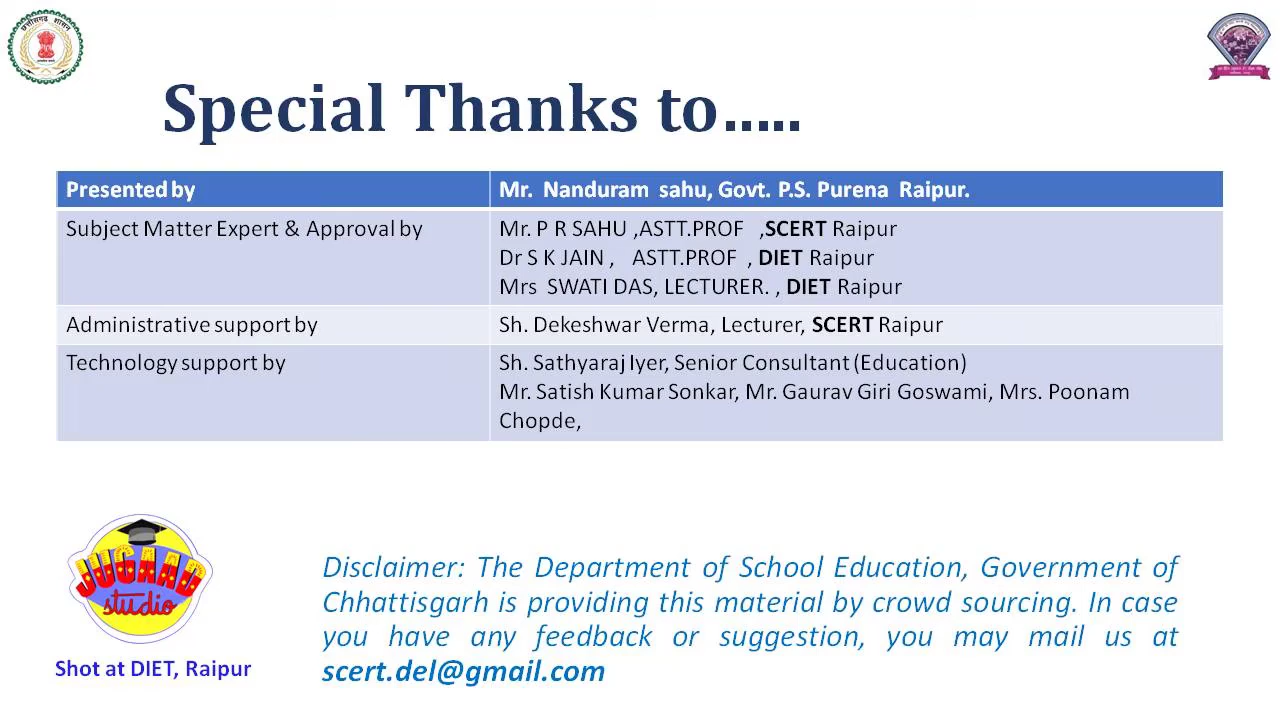 छत्तीसगढ़ शासन
Special Thanks to.....
Presented by
Mr. Nanduram sahu, Govt. P.S. Purena Raipur.
Subject Matter Expert & Approval by
Mr. P R SAHU ,ASTT.PROF ,SCERT Raipur
Dr S K JAIN , ASTT.PROF , DIET Raipur
Mrs SWATI DAS, LECTURER. , DIET Raipur
Administrative support by
Sh. Dekeshwar Verma, Lecturer, SCERT Raipur
Technology support by
Sh. Sathyaraj Iyer, Senior Consultant (Education)
Mr. Satish Kumar Sonkar, Mr. Gaurav Giri Goswami, Mrs. Poonam
Chopde,
JUGAAD
studio
Shot at DIET, Raipur
Disclaimer: The Department of School Education, Government of
Chhattisgarh is providing this material by crowd sourcing. In case
you have any feedback or suggestion, you may mail us at
scert.del@gmail.com